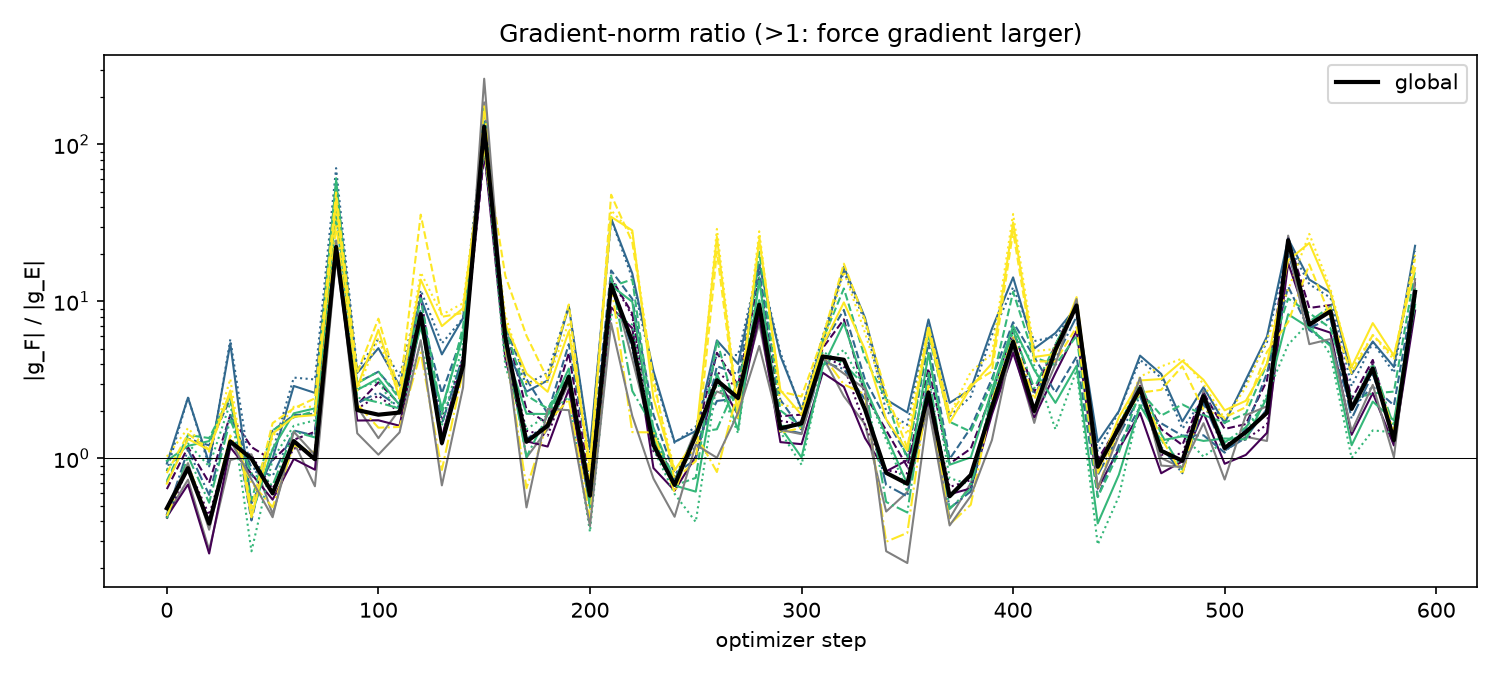 Gradient-norm ratio (>1: force gradient larger)
global
|g_F| / |g_E|
10²
10¹
10⁰
0 100 200 300 400 500 600
optimizer step